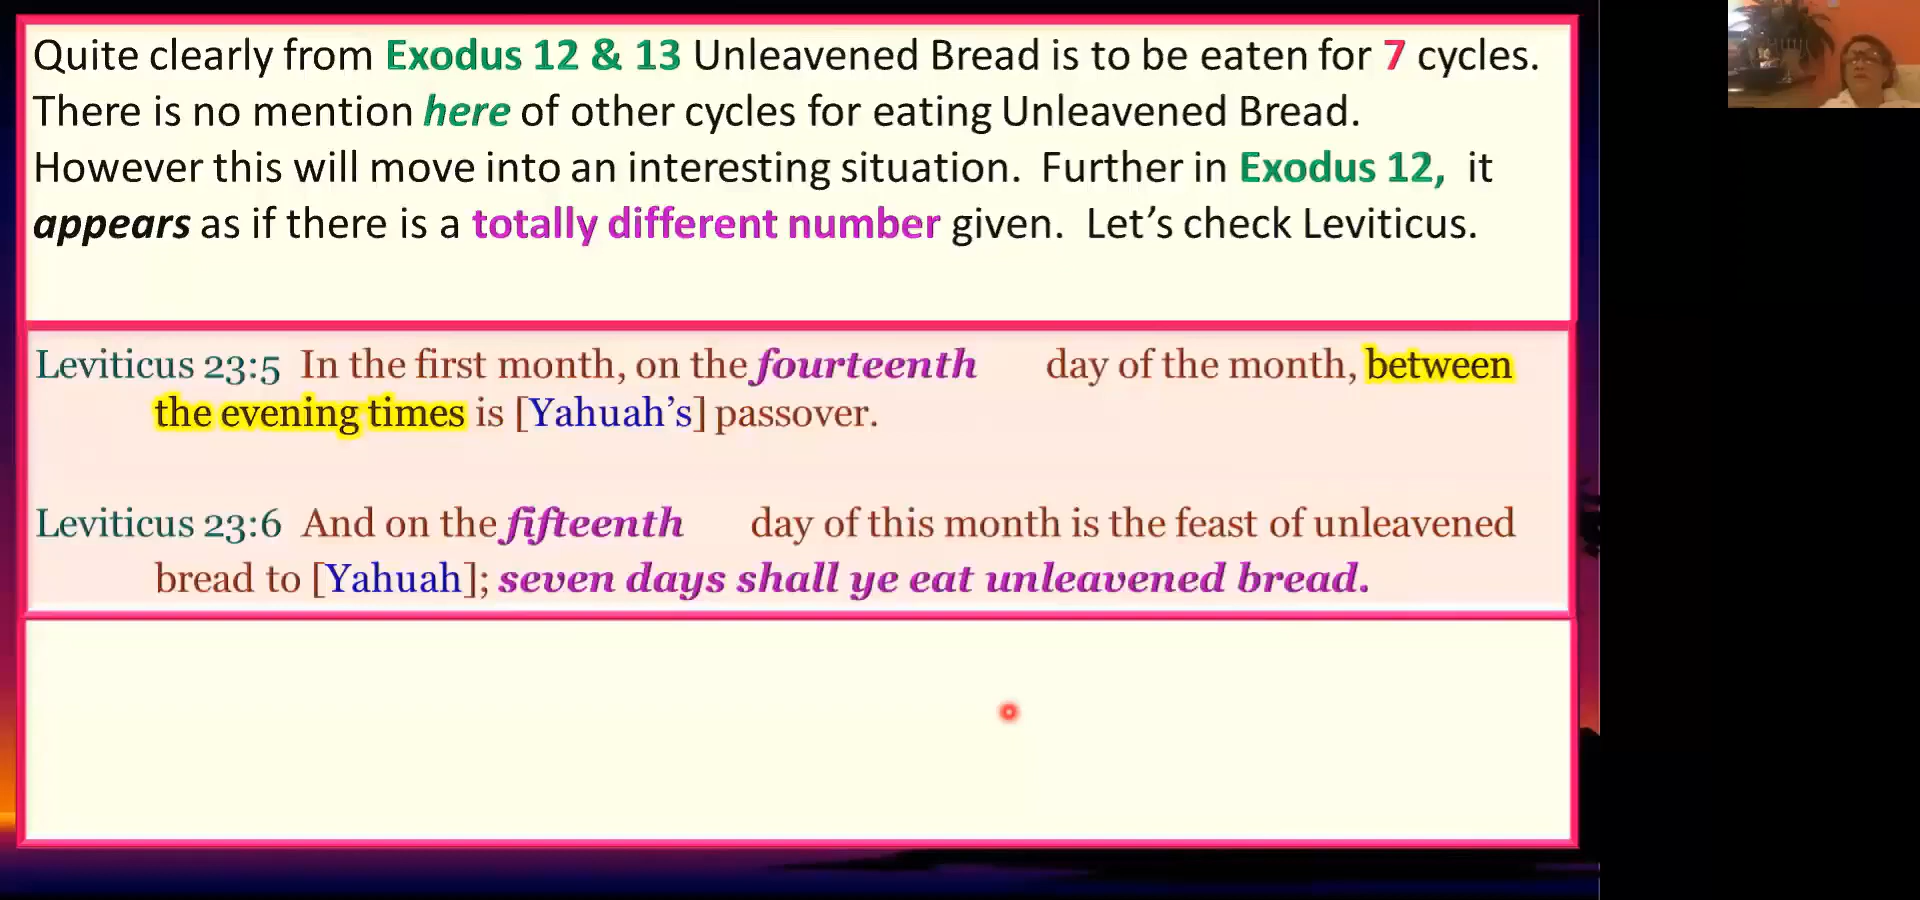 Quite clearly from Exodus 12 & 13 Unleavened Bread is to be eaten for 7 cycles.
There is no mention here of other cycles for eating Unleavened Bread.
However this will move into an interesting situation. Further in Exodus 12, it
appears as if there is a totally different number given. Let’s check Leviticus.
Leviticus 23:5 In the first month, on the fourteenth day of the month, between
the evening times is [Yahuah’s] passover.
Leviticus 23:6 And on the fifteenth day of this month is the feast of unleavened
bread to [Yahuah]; seven days shall ye eat unleavened bread.